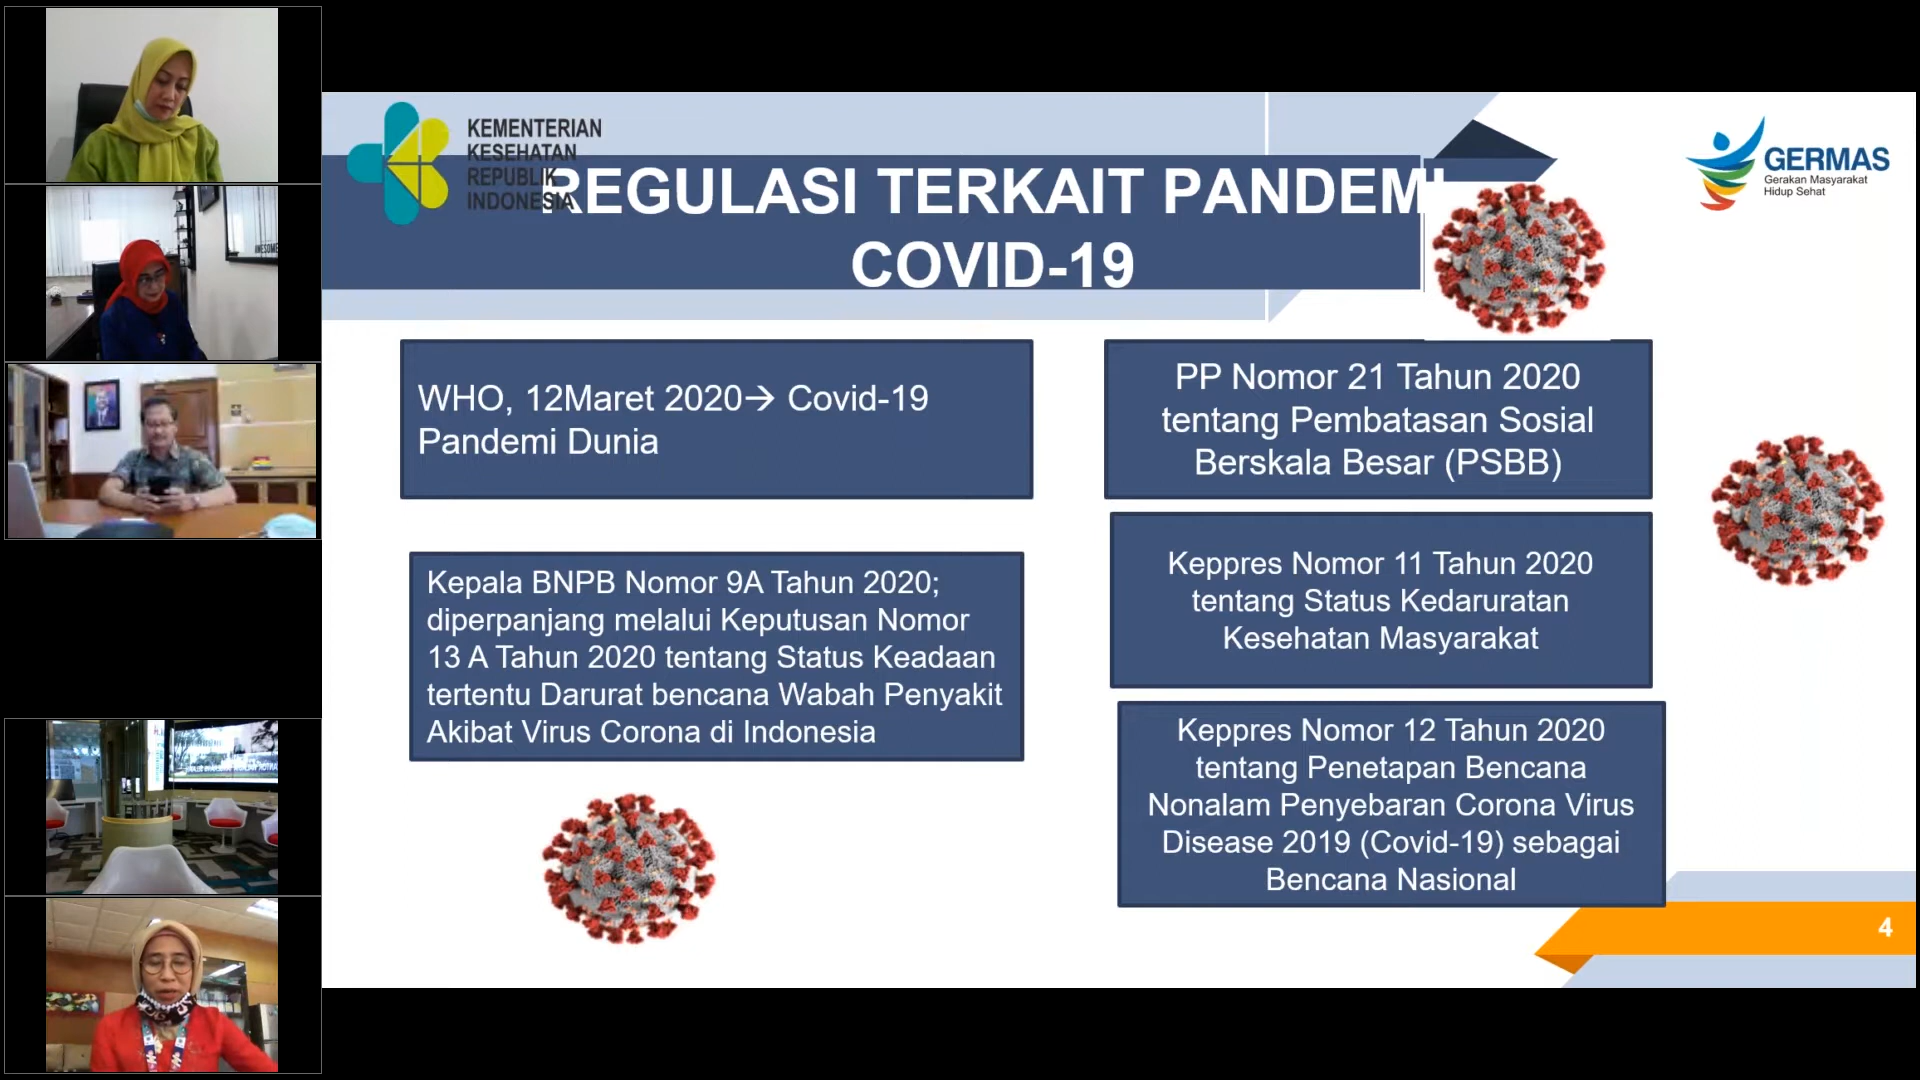 KEMENTERIAN
KESEHATAN
REPUBLIK
INDONESIA
REGULASI TERKAIT PANDEMI
COVID-19
GERMAS
Gerakan Masyarakat
Hidup Sehat
WHO, 12Maret 2020→ Covid-19
Pandemi Dunia
Kepala BNPB Nomor 9A Tahun 2020;
diperpanjang melalui Keputusan Nomor
13 A Tahun 2020 tentang Status Keadaan
tertentu Darurat bencana Wabah Penyakit
Akibat Virus Corona di Indonesia
PP Nomor 21 Tahun 2020
tentang Pembatasan Sosial
Berskala Besar (PSBB)
Keppres Nomor 11 Tahun 2020
tentang Status Kedaruratan
Kesehatan Masyarakat
Keppres Nomor 12 Tahun 2020
tentang Penetapan Bencana
Nonalam Penyebaran Corona Virus
Disease 2019 (Covid-19) sebagai
Bencana Nasional
4